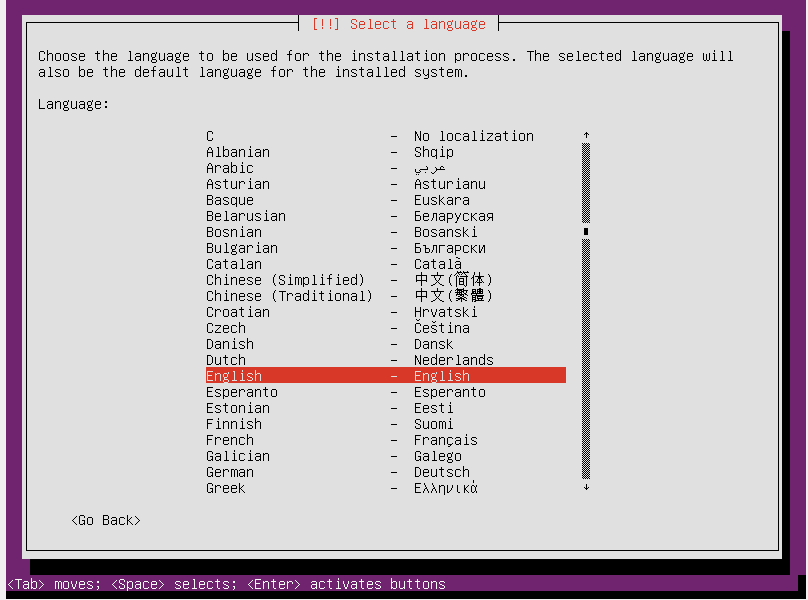 [!!] Select a language
Choose the language to be used for the installation process. The selected language will
also be the default language for the installed system.
Language:
C - No localization ↑
Albanian - Shqip
Arabic - عربي
Asturian - Asturianu
Basque - Euskara
Belarusian - Беларуская
Bosnian - Bosanski
Bulgarian - Български
Catalan - Català
Chinese (Simplified) - 中文(简体)
Chinese (Traditional) - 中文(繁體)
Croatian - Hrvatski
Czech - Čeština
Danish - Dansk
Dutch - Nederlands
English - English
Esperanto - Esperanto
Estonian - Eesti
Finnish - Suomi
French - Français
Galician - Galego
German - Deutsch
Greek - Ελληνικά ↓
<Go Back>
<Tab> moves; <Space> selects; <Enter> activates buttons